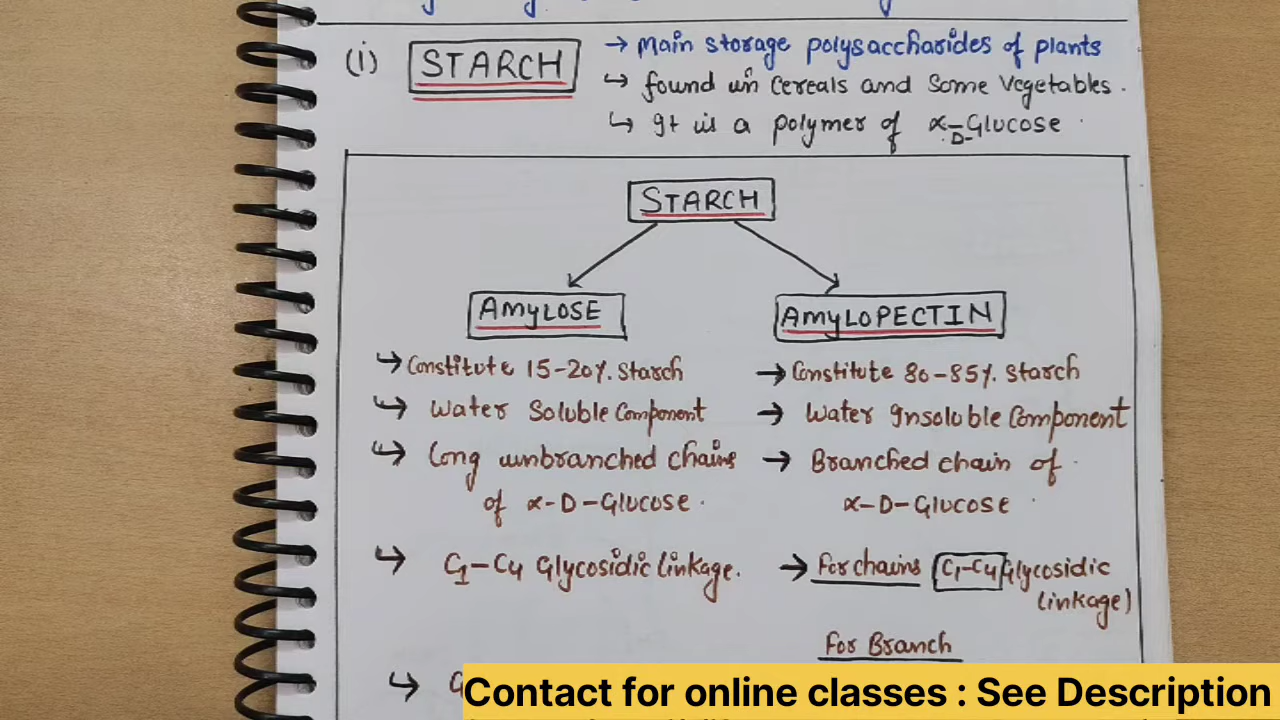 (i) STARCH → Main storage polysaccharides of plants
↳ found in Cereals and Some Vegetables.
↳ It is a polymer of α-D-Glucose
STARCH
AMYLOSE AMYLOPECTIN
↪ Constitute 15-20% starch → Constitute 80-85% starch
↪ Water Soluble Component → Water Insoluble Component
↪ Long unbranched chains → Branched chain of
of α-D-Glucose. α-D-Glucose
↪ C1-C4 Glycosidic Linkage. → For chains (C1-C4 Glycosidic
Linkage)
For Branch
Contact for online classes : See Description